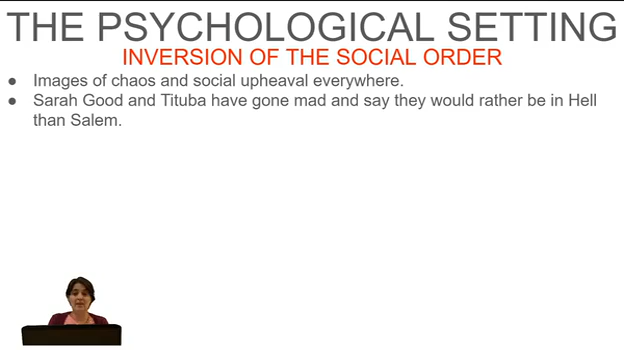 THE PSYCHOLOGICAL SETTING
INVERSION OF THE SOCIAL ORDER
● Images of chaos and social upheaval everywhere.
● Sarah Good and Tituba have gone mad and say they would rather be in Hell
than Salem.